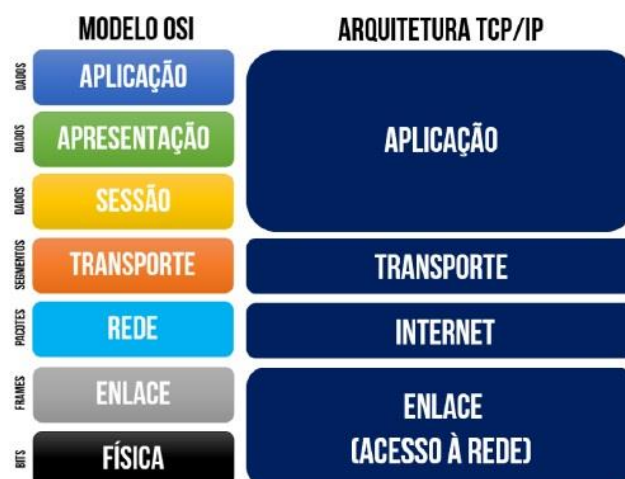 MODELO OSI
ARQUITETURA TCP/IP
DADOS
APLICAÇÃO
DADOS
APRESENTAÇÃO
APLICAÇÃO
DADOS
SESSÃO
SEGMENTOS
TRANSPORTE
TRANSPORTE
PACOTES
REDE
INTERNET
FRAMES
ENLACE
ENLACE
(ACESSO À REDE)
BITS
FÍSICA